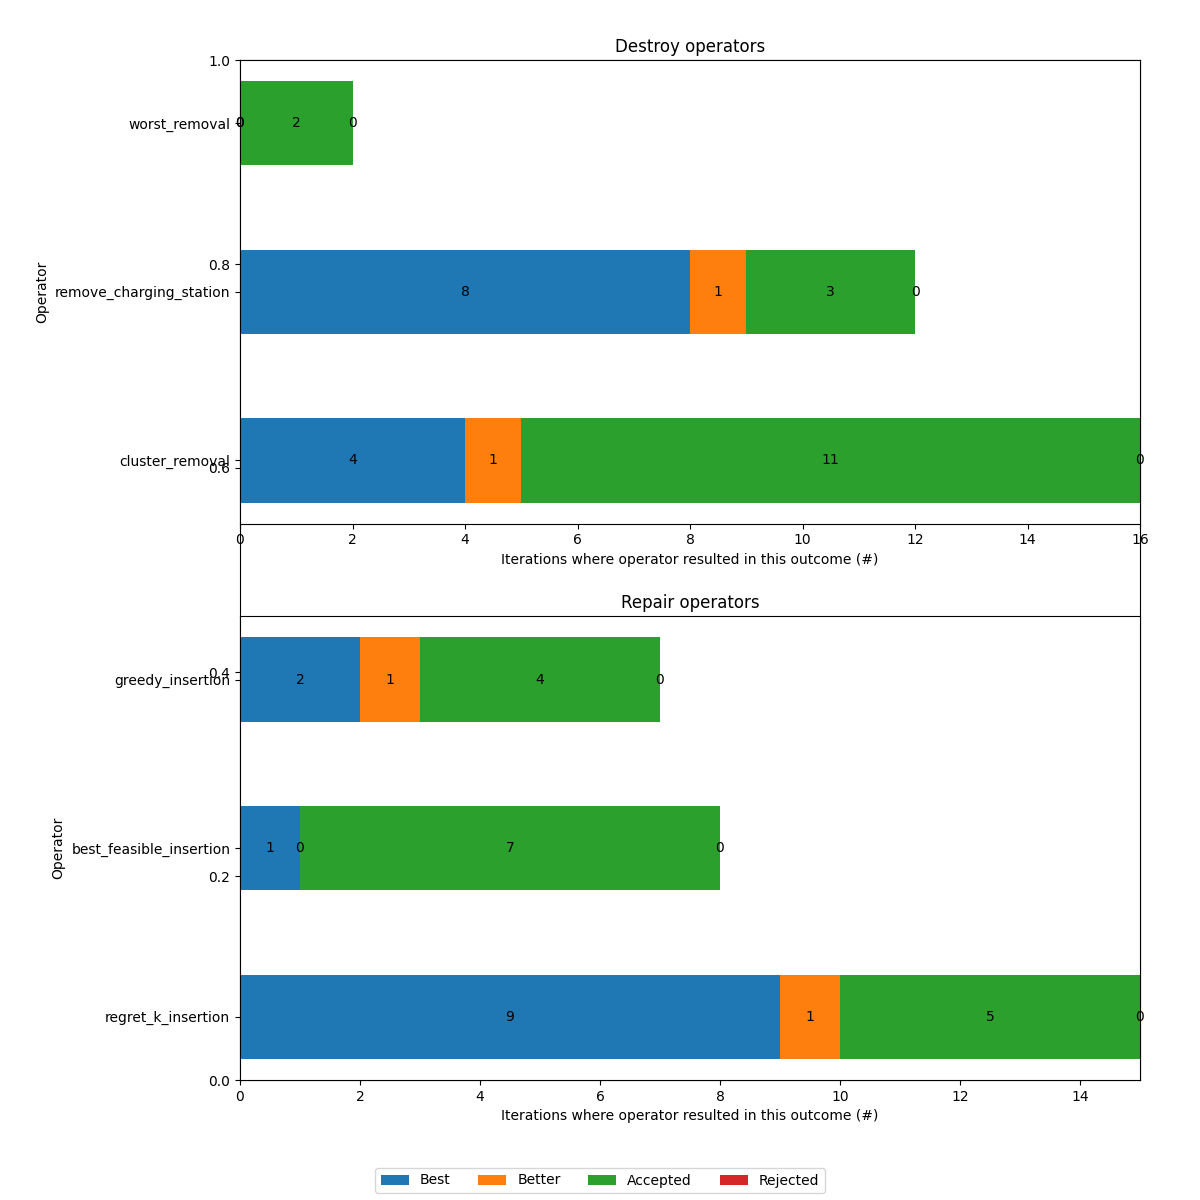 Destroy operators
1.0
worst_removal
0
0
2
0
0.8
remove_charging_station
8
1
3
0
Operator
cluster_removal
4
1
11
0
0.6
0 2 4 6 8 10 12 14 16
Iterations where operator resulted in this outcome (#)
Repair operators
0.4
greedy_insertion
2
1
4
0
best_feasible_insertion
1
0
7
0
Operator
0.2
regret_k_insertion
9
1
5
0
0.0
0 2 4 6 8 10 12 14
Iterations where operator resulted in this outcome (#)
Best Better Accepted Rejected